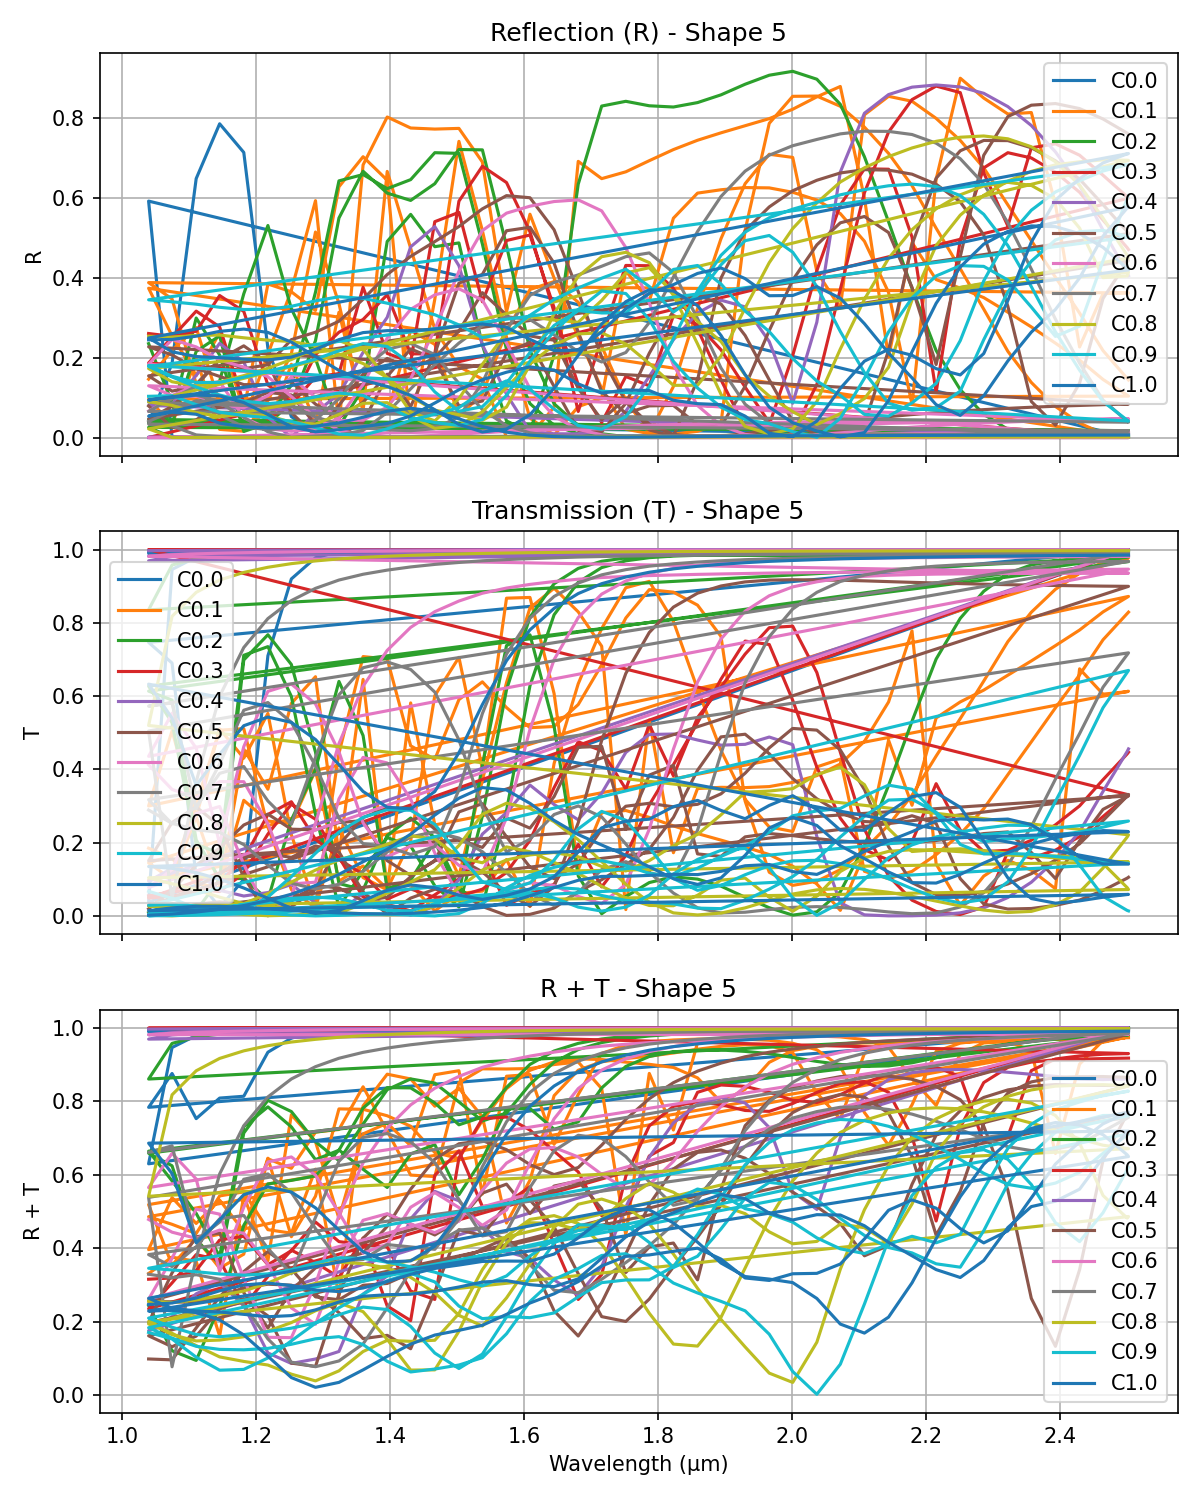 Reflection (R) - Shape 5
R
0.8
0.6
0.4
0.2
0.0
C0.0
C0.1
C0.2
C0.3
C0.4
C0.5
C0.6
C0.7
C0.8
C0.9
C1.0
Transmission (T) - Shape 5
T
1.0
0.8
0.6
0.4
0.2
0.0
C0.0
C0.1
C0.2
C0.3
C0.4
C0.5
C0.6
C0.7
C0.8
C0.9
C1.0
R + T - Shape 5
R + T
1.0
0.8
0.6
0.4
0.2
0.0
C0.0
C0.1
C0.2
C0.3
C0.4
C0.5
C0.6
C0.7
C0.8
C0.9
C1.0
1.0 1.2 1.4 1.6 1.8 2.0 2.2 2.4
Wavelength (μm)